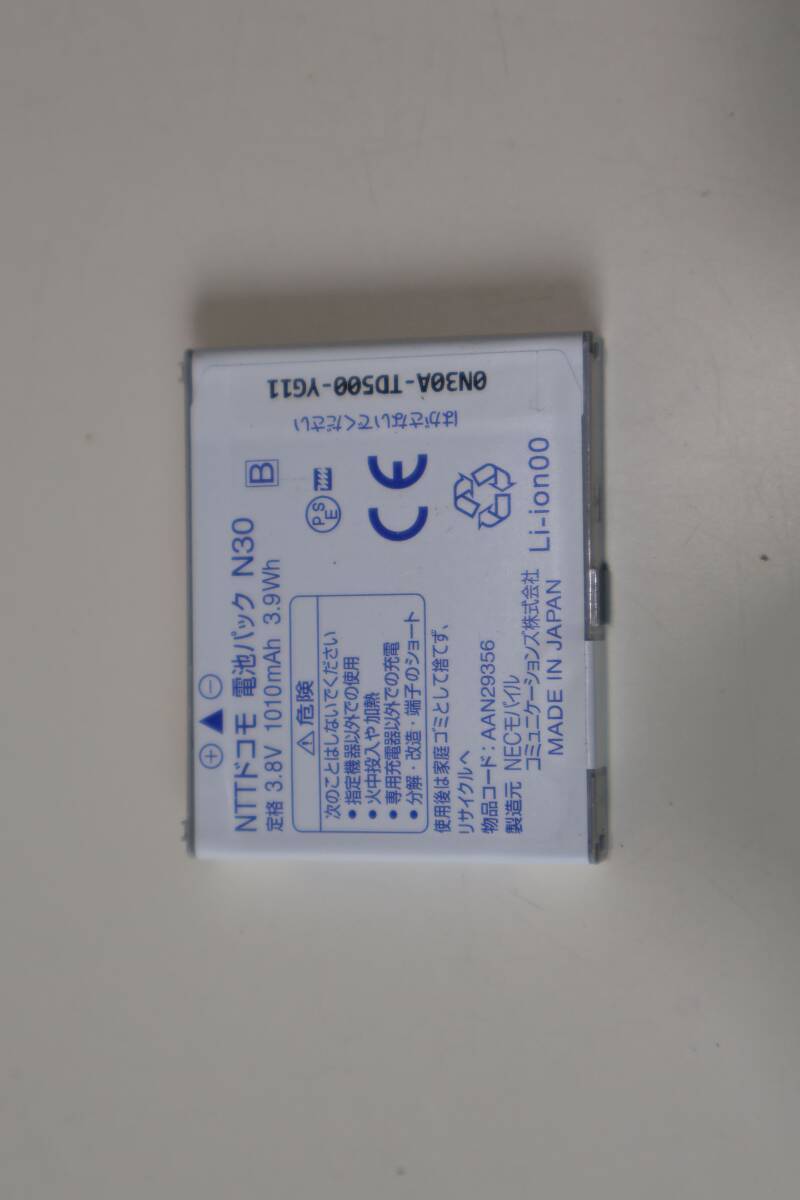 ⊕ ▲ ⊖
NTTドコモ 電池パック N30
定格 3.8V 1010mAh 3.9Wh
B
⚠危険
次のことはしないでください
● 指定機器以外での使用
● 火中投入や加熱
● 専用充電器以外での充電
● 分解・改造・端子のショート
PSE
CE
使用後は家庭ゴミとして捨てず、
リサイクルへ
物品コード：AAN29356
製造元 NECモバイル
コミュニケーションズ株式会社
MADE IN JAPAN
Li-ion00
はがさないでください
0N30A-TD500-YG11